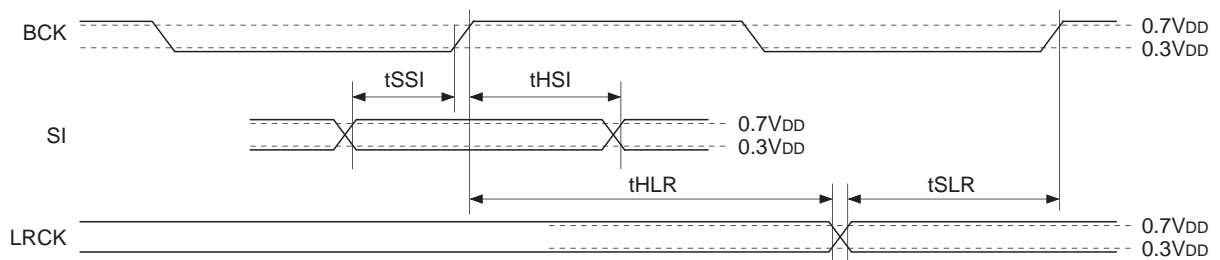 BCK
0.7VDD
0.3VDD
tSSI
tHSI
SI
0.7VDD
0.3VDD
tHLR
tSLR
LRCK
0.7VDD
0.3VDD